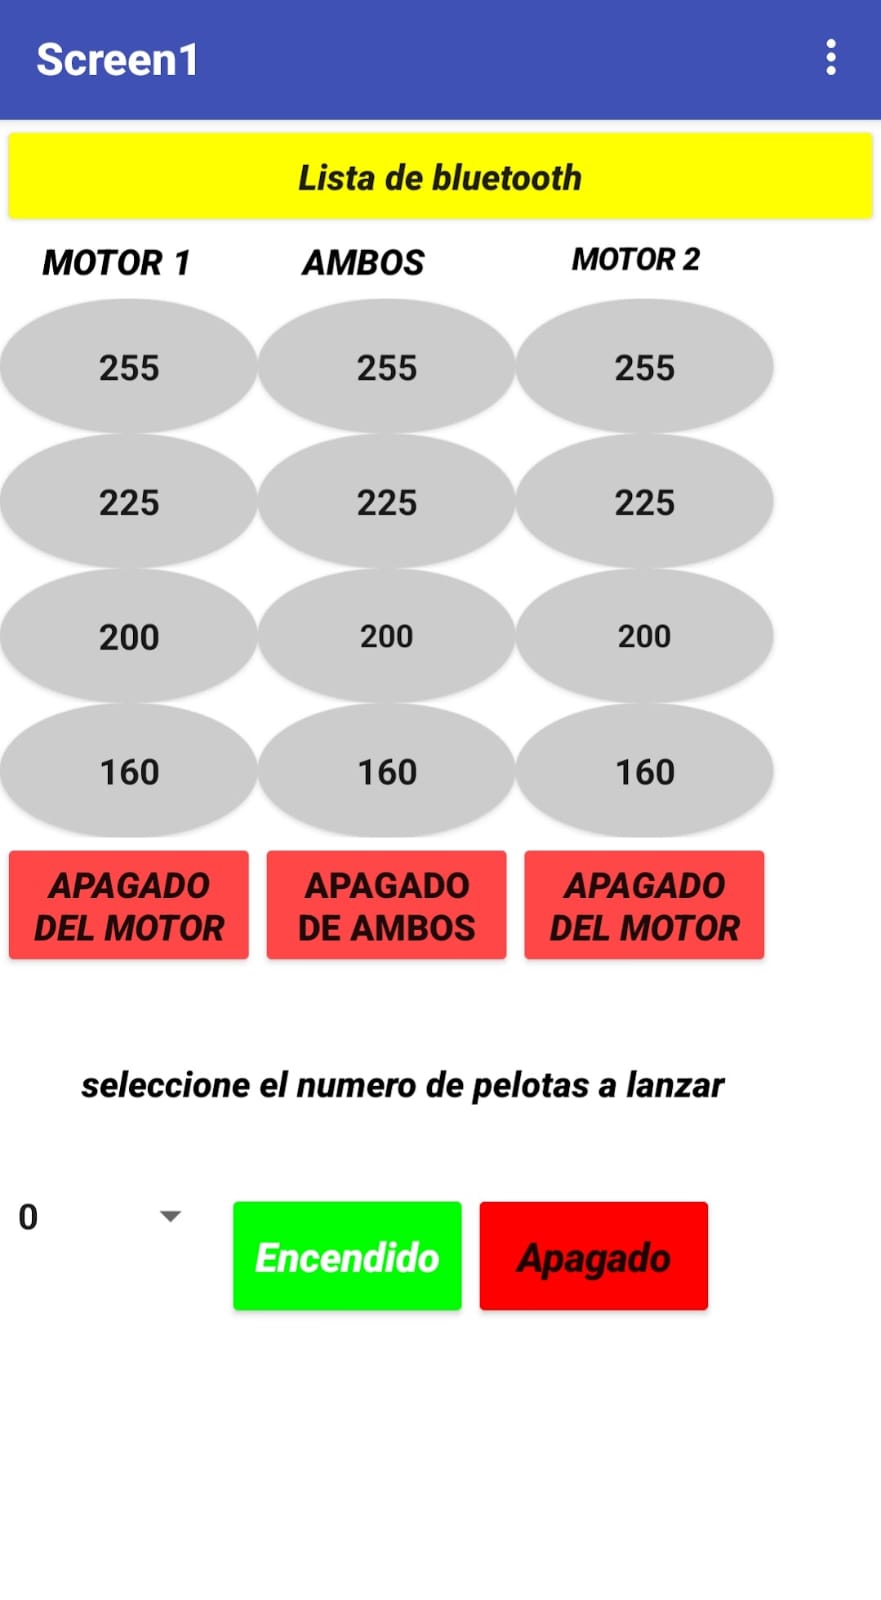 Screen1
Lista de bluetooth
MOTOR 1 AMBOS MOTOR 2
255 255 255
225 225 225
200 200 200
160 160 160
APAGADO APAGADO APAGADO
DEL MOTOR DE AMBOS DEL MOTOR
seleccione el numero de pelotas a lanzar
0
Encendido Apagado